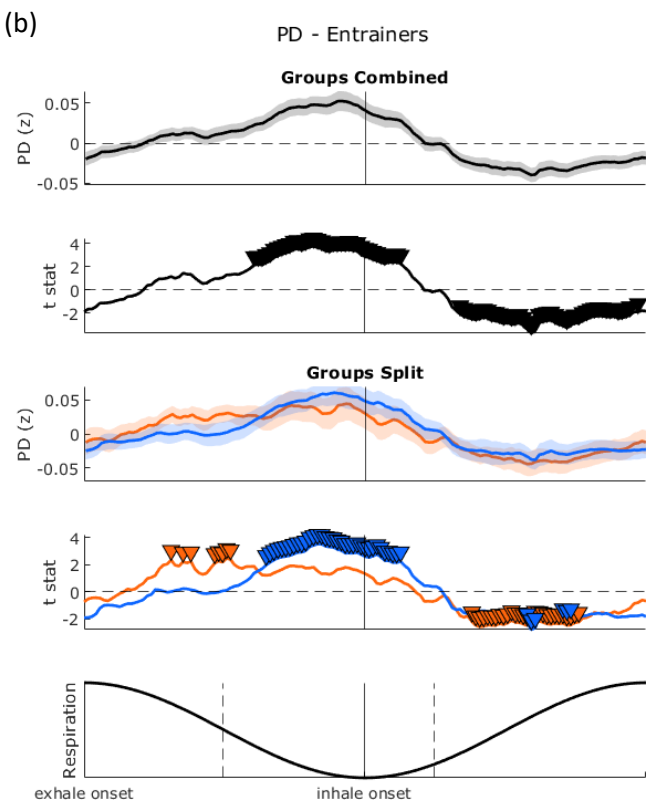 (b)
PD - Entrainers
Groups Combined
0.05
0
-0.05
PD (z)
4
2
0
-2
t stat
Groups Split
0.05
0
-0.05
PD (z)
4
2
0
-2
t stat
Respiration
exhale onset
inhale onset